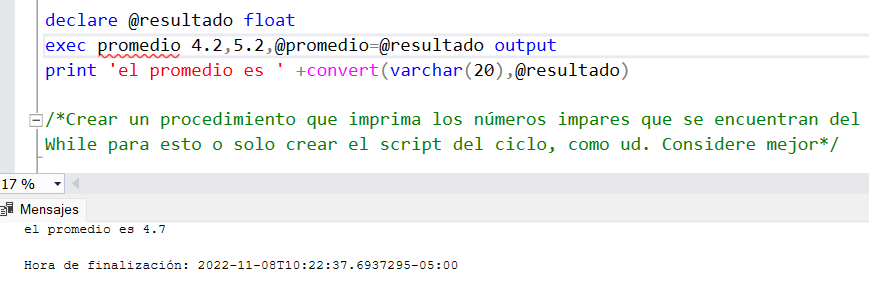 declare @resultado float
exec promedio 4.2,5.2,@promedio=@resultado output
print 'el promedio es ' +convert(varchar(20),@resultado)
/*Crear un procedimiento que imprima los números impares que se encuentran del
While para esto o solo crear el script del ciclo, como ud. Considere mejor*/
17 %
Mensajes
el promedio es 4.7
Hora de finalización: 2022-11-08T10:22:37.6937295-05:00